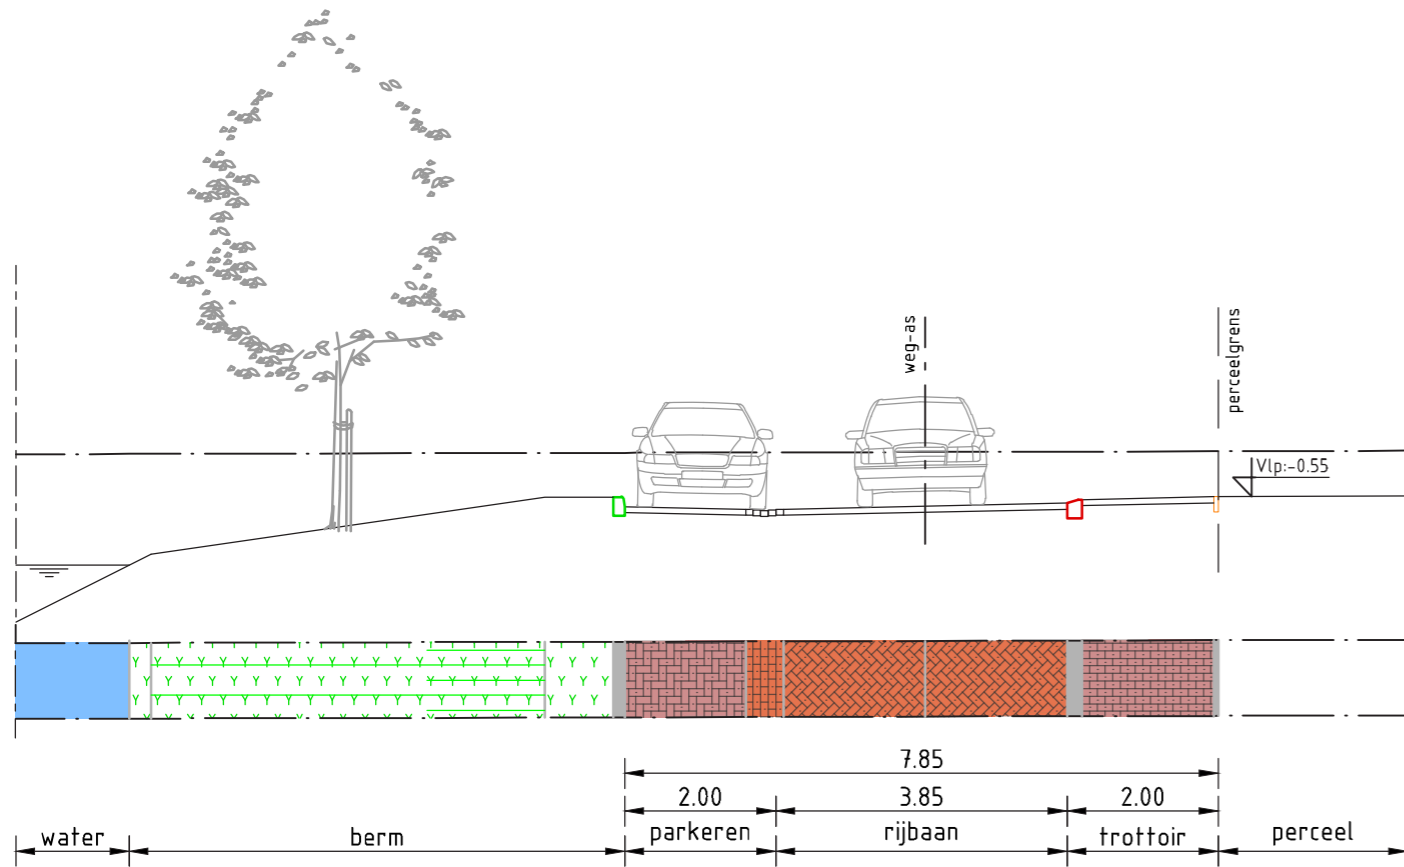 weg-as
perceelgrens
Vlp:-0.55
7.85
2.00 3.85 2.00
water berm parkeren rijbaan trottoir perceel